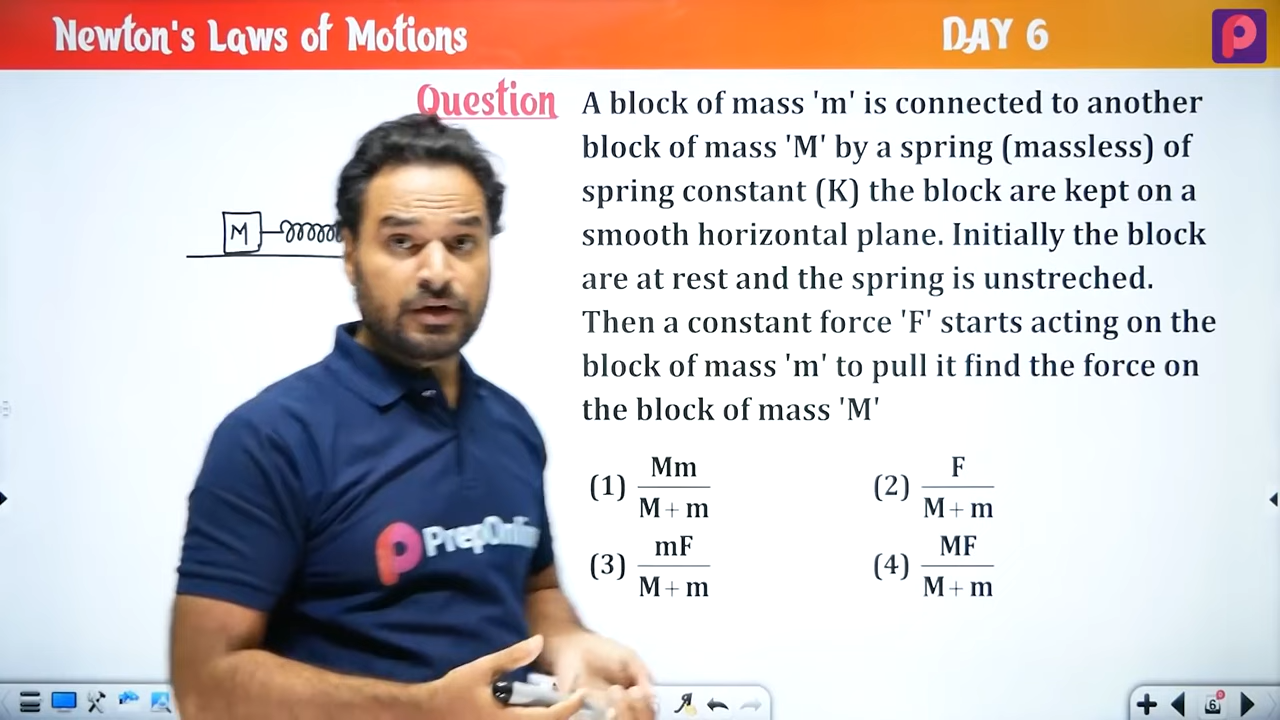 Newton's Laws of Motions
DAY 6
Question
A block of mass 'm' is connected to another
block of mass 'M' by a spring (massless) of
spring constant (K) the block are kept on a
smooth horizontal plane. Initially the block
are at rest and the spring is unstreched.
Then a constant force 'F' starts acting on the
block of mass 'm' to pull it find the force on
the block of mass 'M'
M
(1) Mm
M + m
(2) F
M + m
(3) mF
M + m
(4) MF
M + m
PrepOnlin
6